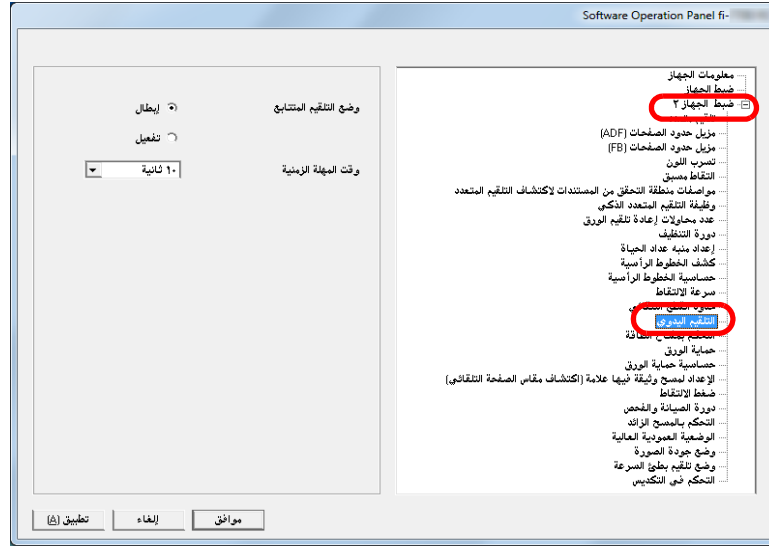 Software Operation Panel fi-
معلومات الجهاز
ضبط الجهاز
ضبط الجهاز ٢
مزيل حدود الصفحات (ADF)
مزيل حدود الصفحات (FB)
تسرب اللون
التقاط مسبق
مواصفات منطقة التحقق من المستندات لاكتشاف التلقيم المتعدد
وظيفة التلقيم المتعدد الذكي
عدد محاولات إعادة تلقيم الورق
دورة التنظيف
إعداد منبه عداد الحياة
كشف الخطوط الرأسية
حساسية الخطوط الرأسية
سرعة الالتقاط
التلقيم اليدوي
حماية الورق
حساسية حماية الورق
الإعداد لمسح وثيقة فيها علامة (اكتشاف مقاس الصفحة التلقائي)
ضغط الالتقاط
دورة الصيانة والفحص
التحكم بالمسح الزائد
الوضعية العمودية العالية
وضع جودة الصورة
وضع تلقيم بطئ السرعة
التحكم في التكديس
وضع التلقيم المتتابع
إبطال
تفعيل
وقت المهلة الزمنية
١٠ ثانية
موافق
إلغاء
تطبيق (A)